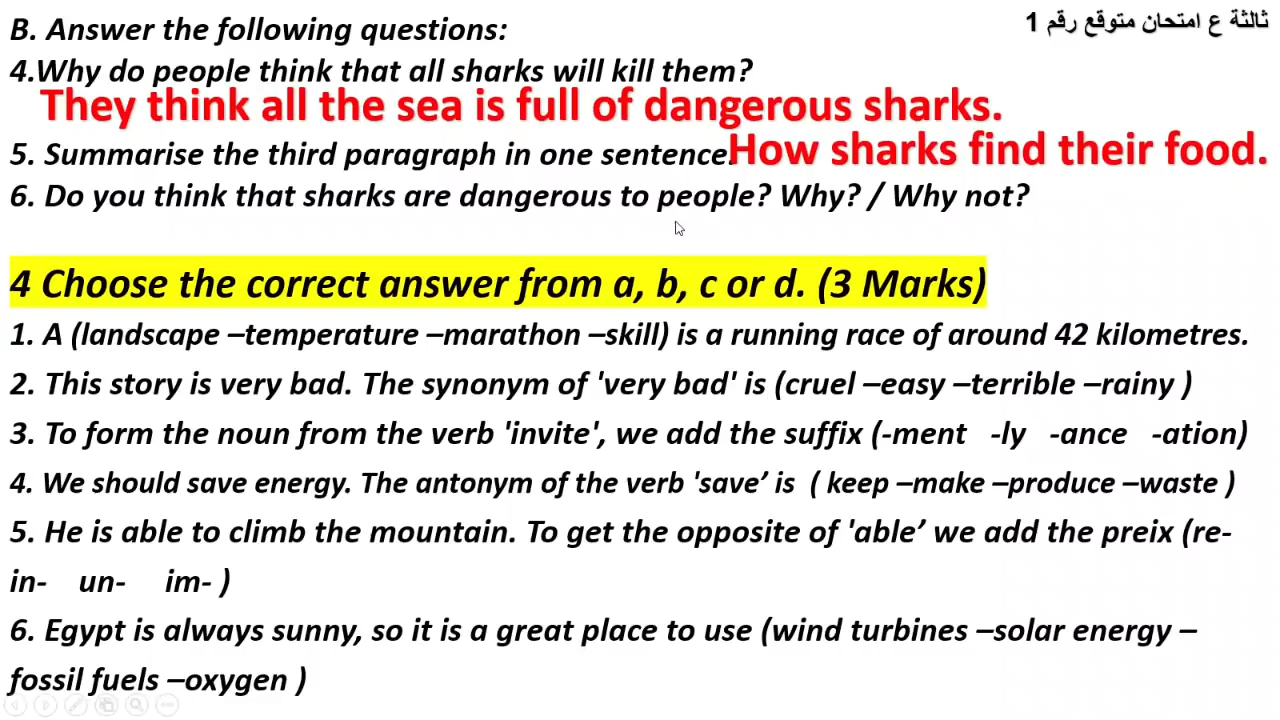 ثالثة ع امتحان متوقع رقم 1
B. Answer the following questions:
4.Why do people think that all sharks will kill them?
They think all the sea is full of dangerous sharks.
5. Summarise the third paragraph in one sentence. How sharks find their food.
6. Do you think that sharks are dangerous to people? Why? / Why not?
4 Choose the correct answer from a, b, c or d. (3 Marks)
1. A (landscape –temperature –marathon –skill) is a running race of around 42 kilometres.
2. This story is very bad. The synonym of 'very bad' is (cruel –easy –terrible –rainy )
3. To form the noun from the verb 'invite', we add the suffix (-ment -ly -ance -ation)
4. We should save energy. The antonym of the verb 'save’ is ( keep –make –produce –waste )
5. He is able to climb the mountain. To get the opposite of 'able’ we add the preix (re-
in- un- im- )
6. Egypt is always sunny, so it is a great place to use (wind turbines –solar energy –
fossil fuels –oxygen )